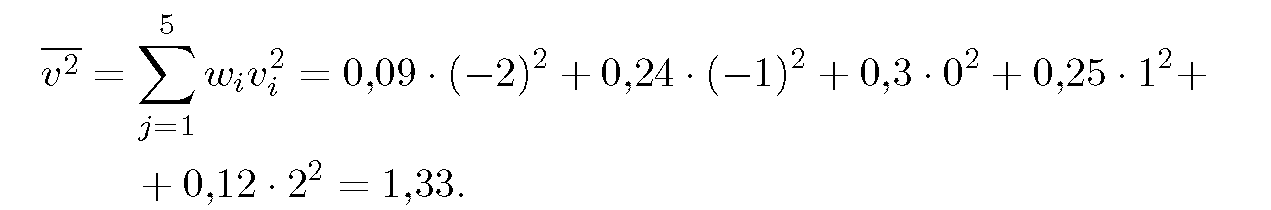 $\overline{v^2} = \sum_{j=1}^{5} w_i v_i^2 = 0{,}09 \cdot (-2)^2 + 0{,}24 \cdot (-1)^2 + 0{,}3 \cdot 0^2 + 0{,}25 \cdot 1^2 +$
$+ \, 0{,}12 \cdot 2^2 = 1{,}33.$